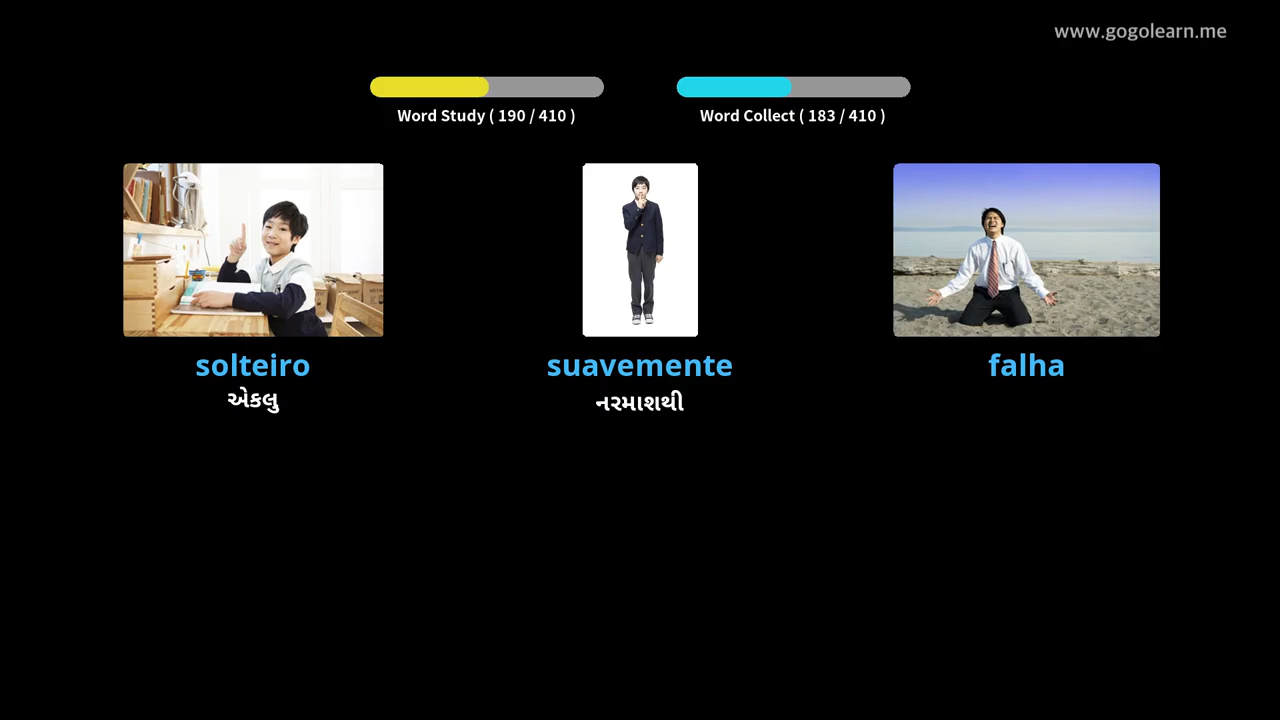 www.gogolearn.me
Word Study ( 190 / 410 )
Word Collect ( 183 / 410 )
solteiro
suavemente
falha
એકલુ
નરમાશથી